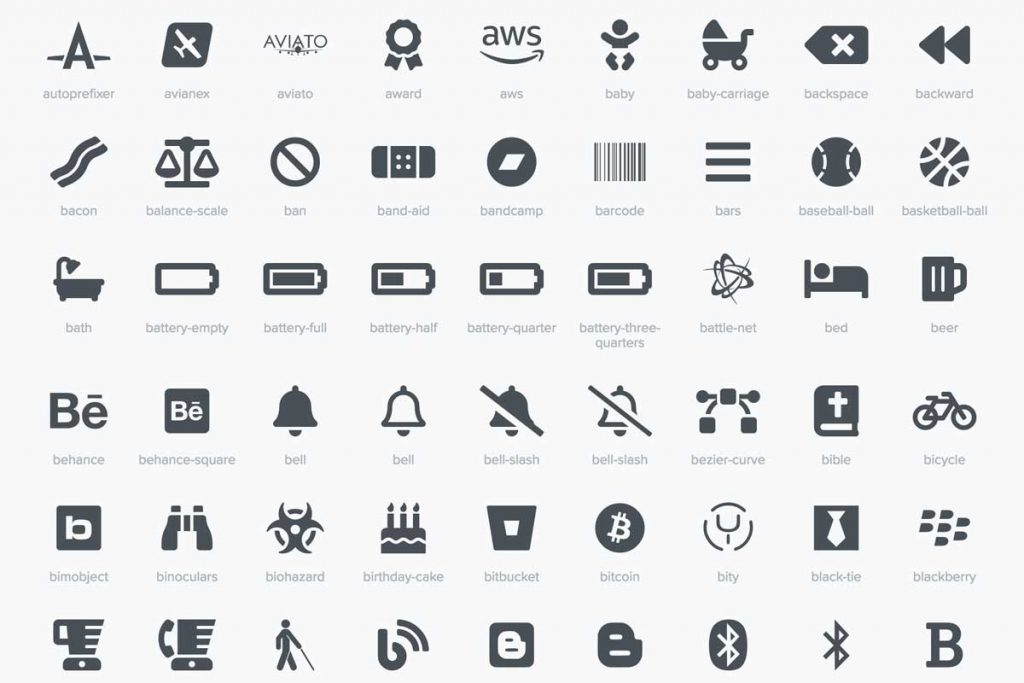 AVIATO
aws
autoprefixer avianex aviato award aws baby baby-carriage backspace backward
bacon balance-scale ban band-aid bandcamp barcode bars baseball-ball basketball-ball
bath battery-empty battery-full battery-half battery-quarter battery-three-
quarters battle-net bed beer
Bē
Bē
behance behance-square bell bell bell-slash bell-slash bezier-curve bible bicycle
b
bimobject binoculars biohazard birthday-cake bitbucket bitcoin bity black-tie blackberry
b
B
B
B